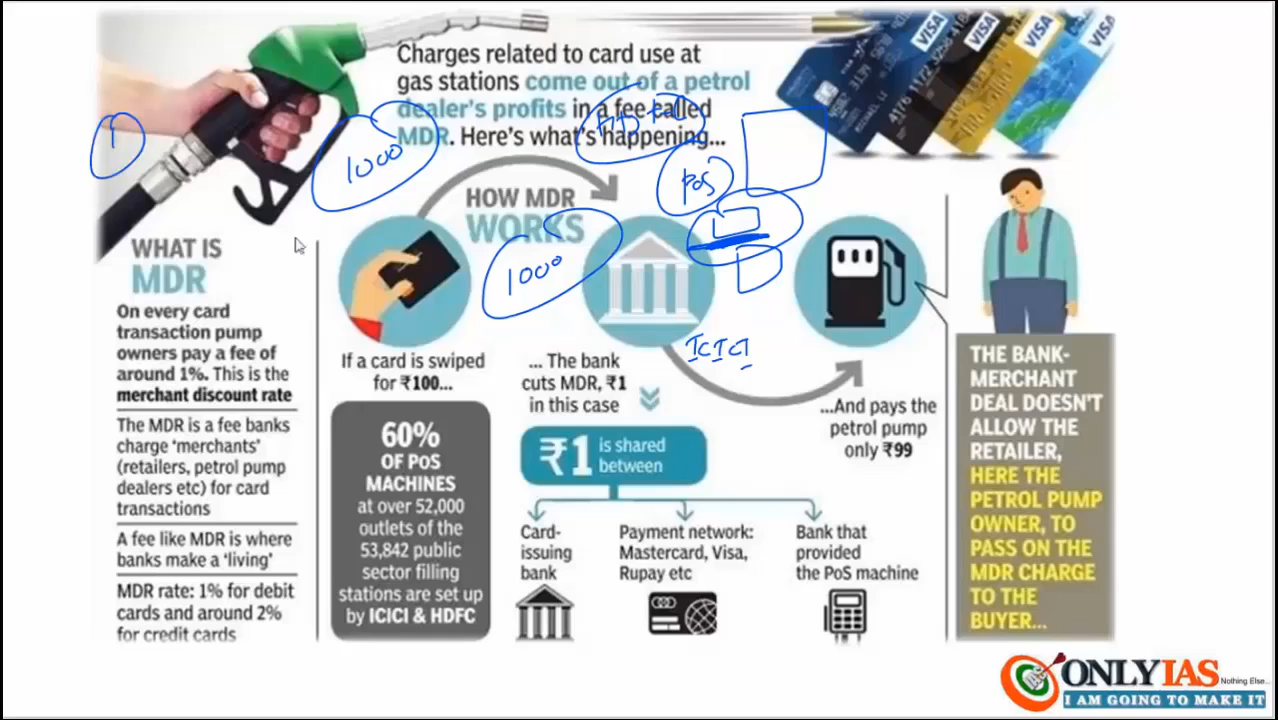 Charges related to card use at
gas stations come out of a petrol
dealer's profits in a fee called
MDR. Here's what's happening...
VISA
VISA
VISA
VISA
1
1000
PoS
HOW MDR
WORKS
1000
ICICI
WHAT IS
MDR
On every card
transaction pump
owners pay a fee of
around 1%. This is the
merchant discount rate
The MDR is a fee banks
charge 'merchants'
(retailers, petrol pump
dealers etc) for card
transactions
A fee like MDR is where
banks make a 'living'
MDR rate: 1% for debit
cards and around 2%
for credit cards
If a card is swiped
for ₹100...
60%
OF PoS
MACHINES
at over 52,000
outlets of the
53,842 public
sector filling
stations are set up
by ICICI & HDFC
... The bank
cuts MDR, ₹1
in this case
₹1 is shared
between
Card-
issuing
bank
Payment network:
Mastercard, Visa,
Rupay etc
Bank that
provided
the PoS machine
...And pays the
petrol pump
only ₹99
THE BANK-
MERCHANT
DEAL DOESN'T
ALLOW THE
RETAILER,
HERE THE
PETROL PUMP
OWNER, TO
PASS ON THE
MDR CHARGE
TO THE
BUYER...
ONLYIAS
Nothing Else...
I AM GOING TO MAKE IT